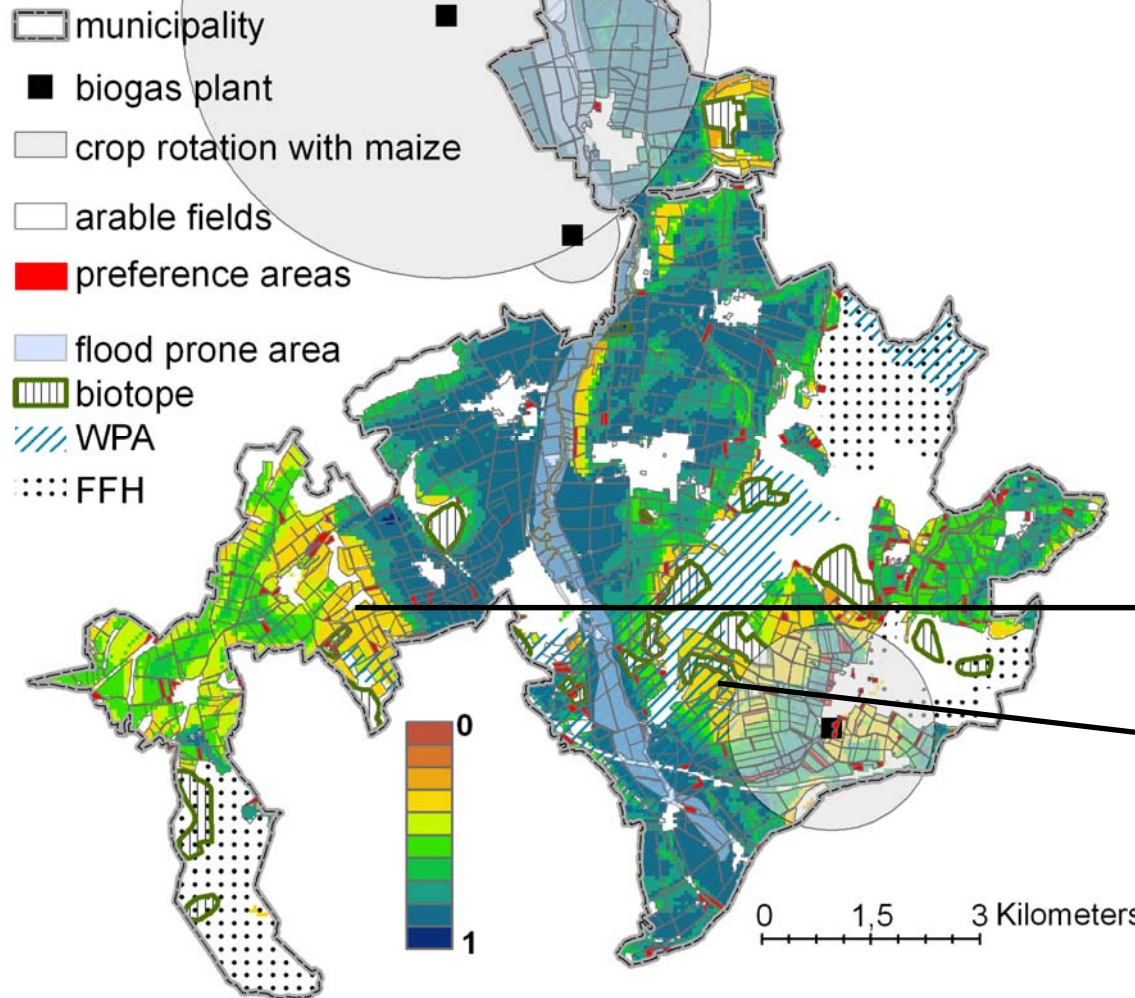 municipality
biogas plant
crop rotation with maize
arable fields
preference areas
flood prone area
biotope
WPA
FFH
0
1
0 1,5 3 Kilometers